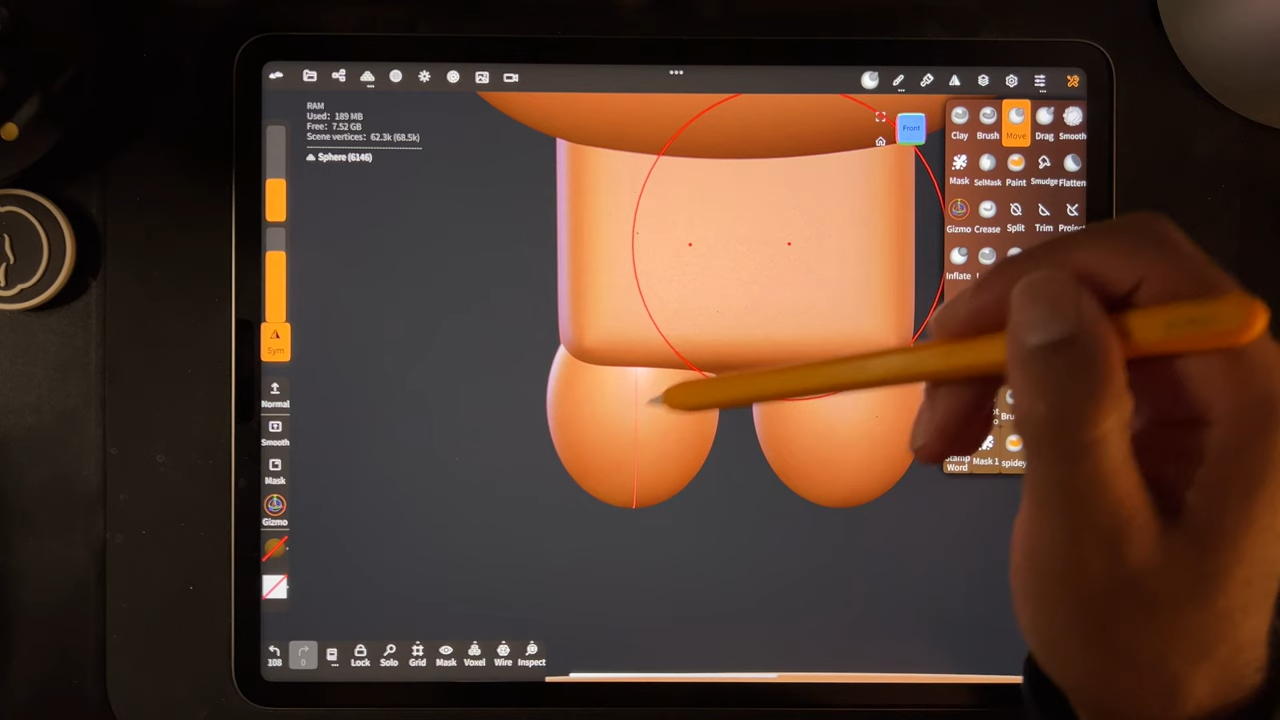 RAM
Used: 189 MB
Free: 7.52 GB
Scene vertices: 62.3k (68.5k)
Sphere (6146)
Front
Clay Brush Move Drag Smooth
Mask SelMask Paint Smudge Flatten
Gizmo Crease Split Trim Project
Inflate
Stamp Word Mask 1 spidey
Sym
Normal
Smooth
Mask
Gizmo
108 0 Lock Solo Grid Mask Voxel Wire Inspect